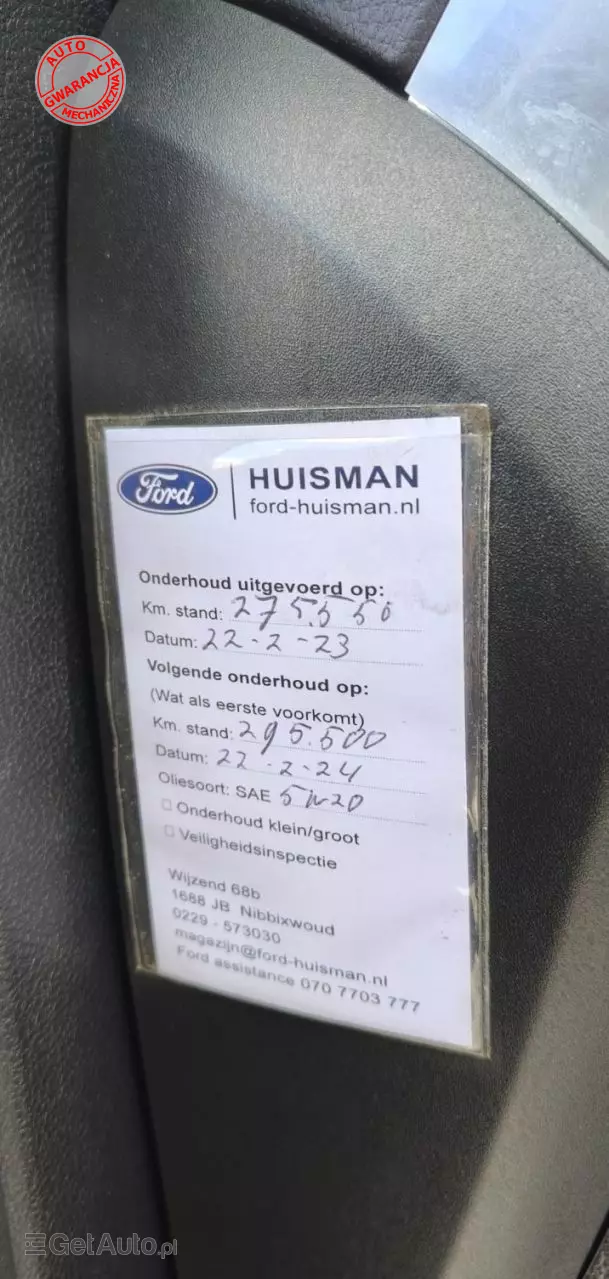 AUTO
GWARANCJA
MECHANICZNA
Ford
HUISMAN
ford-huisman.nl
Onderhoud uitgevoerd op:
Km. stand: 275.550
Datum: 22-2-23
Volgende onderhoud op:
(Wat als eerste voorkomt)
Km. stand: 295.500
Datum: 22-2-24
Oliesoort: SAE 5w20
□ Onderhoud klein/groot
□ Veiligheidsinspectie
Wijzend 68b
1688 JB Nibbixwoud
0229 - 573030
magazijn@ford-huisman.nl
Ford assistance 070 7703 777
GetAuto.pl